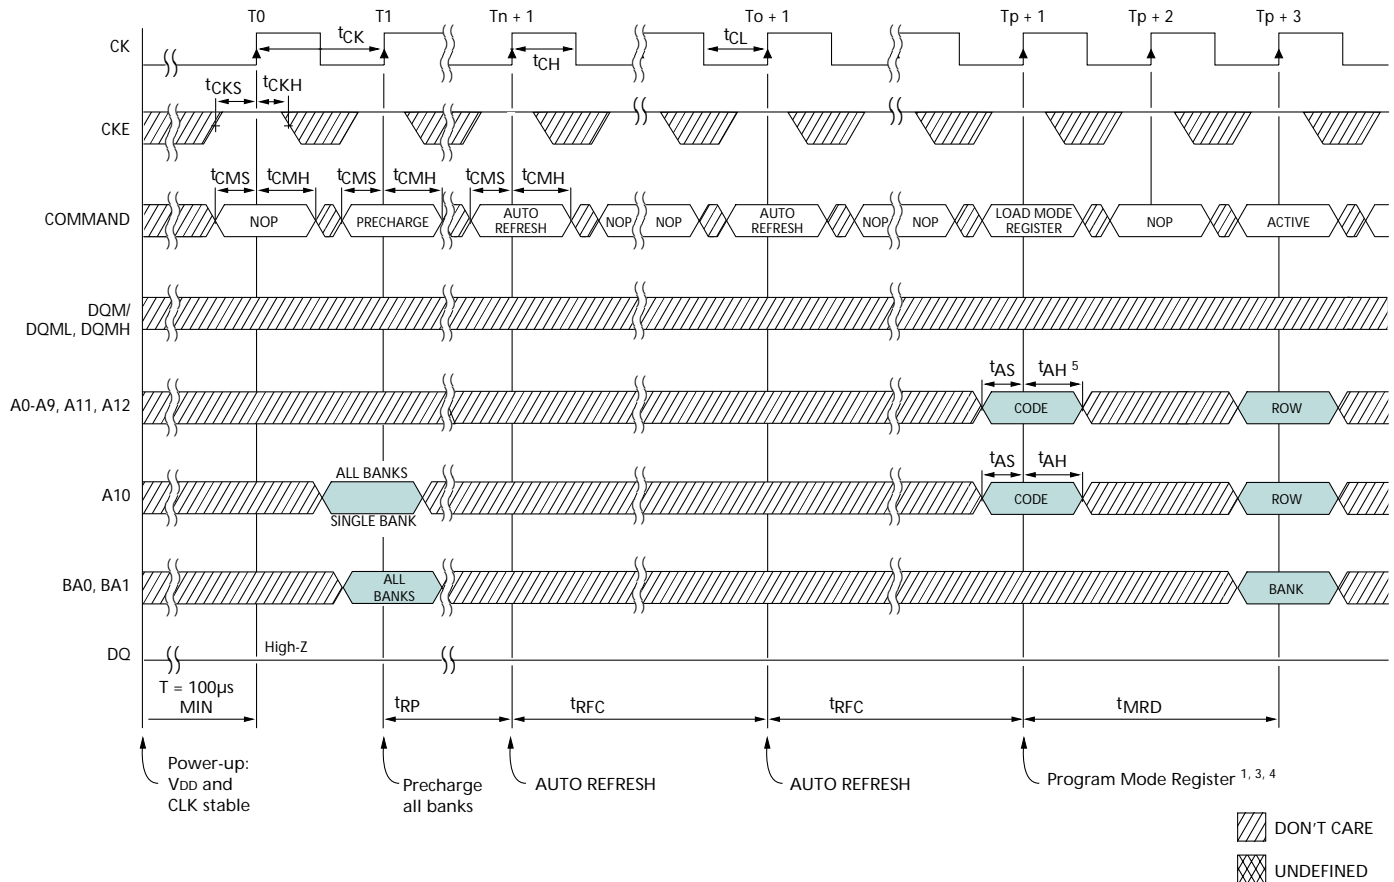 T0 T1 Tn + 1 To + 1 Tp + 1 Tp + 2 Tp + 3
CK tCK tCH tCL
tCKS tCKH
CKE
tCMS tCMH tCMS tCMH tCMS tCMH
COMMAND NOP PRECHARGE AUTO REFRESH NOP NOP AUTO REFRESH NOP NOP LOAD MODE REGISTER NOP ACTIVE
DQM/
DQML, DQMH
tAS tAH 5
A0-A9, A11, A12 CODE ROW
ALL BANKS tAS tAH
A10 CODE ROW
SINGLE BANK
BA0, BA1 ALL BANKS BANK
High-Z
DQ
T = 100µs
MIN tRP tRFC tRFC tMRD
Power-up:
VDD and
CLK stable
Precharge
all banks
AUTO REFRESH
AUTO REFRESH
Program Mode Register 1, 3, 4
DON'T CARE
UNDEFINED